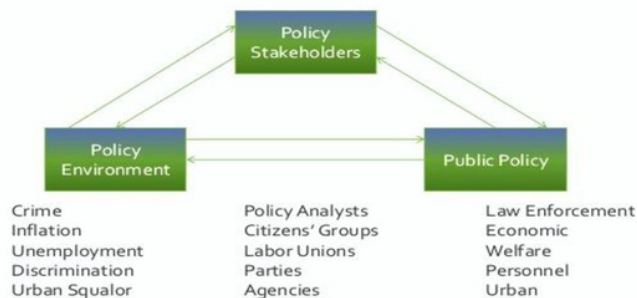 Policy
Stakeholders
Policy
Environment
Public Policy
Crime
Inflation
Unemployment
Discrimination
Urban Squalor
Policy Analysts
Citizens' Groups
Labor Unions
Parties
Agencies
Law Enforcement
Economic
Welfare
Personnel
Urban